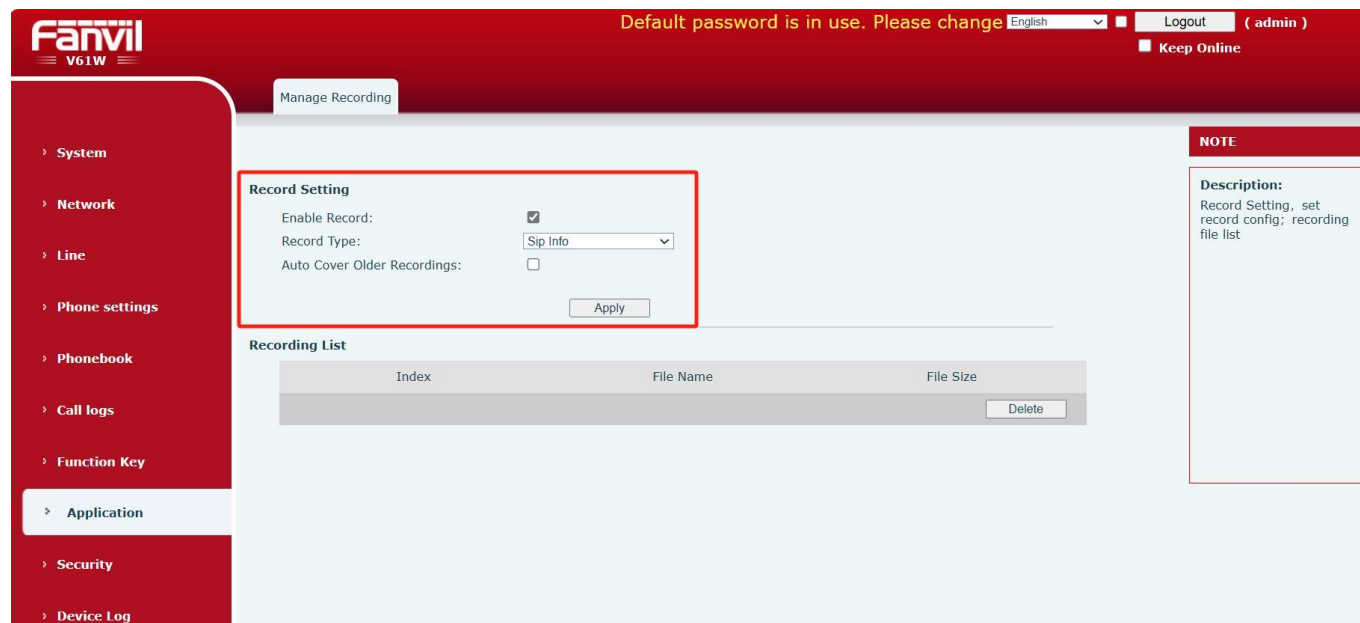 Fanvil
V61W
Default password is in use. Please change English Logout ( admin )
Keep Online
Manage Recording
System
Network
Line
Phone settings
Phonebook
Call logs
Function Key
Application
Security
Device Log
Record Setting
Enable Record:
Record Type: Sip Info
Auto Cover Older Recordings:
Apply
Recording List
Index File Name File Size
Delete
NOTE
Description:
Record Setting, set
record config; recording
file list